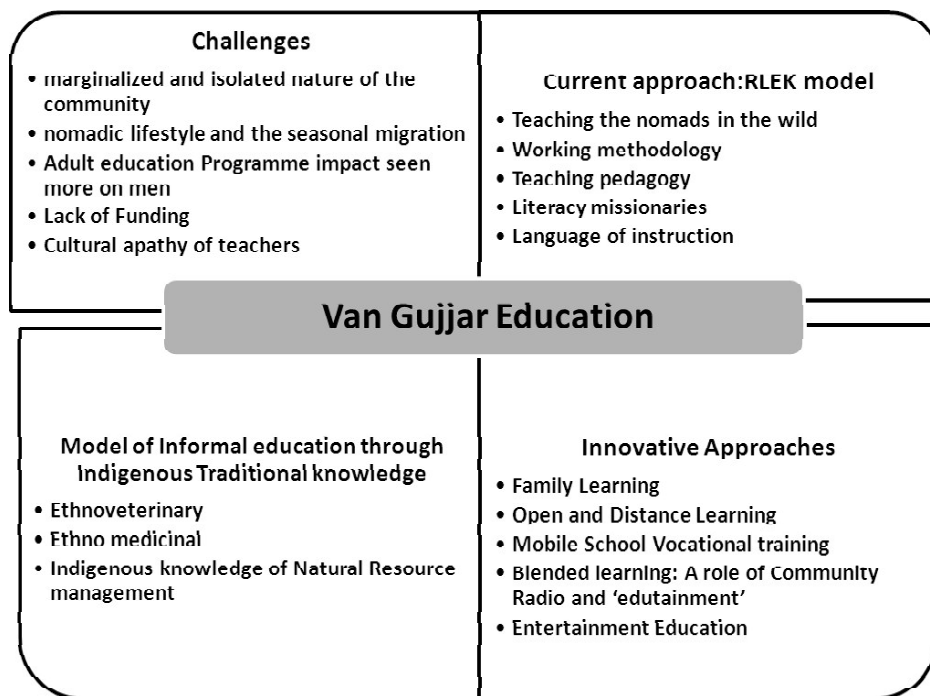 Challenges
• marginalized and isolated nature of the
community
• nomadic lifestyle and the seasonal migration
• Adult education Programme impact seen
more on men
• Lack of Funding
• Cultural apathy of teachers
Current approach:RLEK model
• Teaching the nomads in the wild
• Working methodology
• Teaching pedagogy
• Literacy missionaries
• Language of instruction
Van Gujjar Education
Model of Informal education through
Indigenous Traditional knowledge
• Ethnoveterinary
• Ethno medicinal
• Indigenous knowledge of Natural Resource
management
Innovative Approaches
• Family Learning
• Open and Distance Learning
• Mobile School Vocational training
• Blended learning: A role of Community
Radio and ‘edutainment’
• Entertainment Education